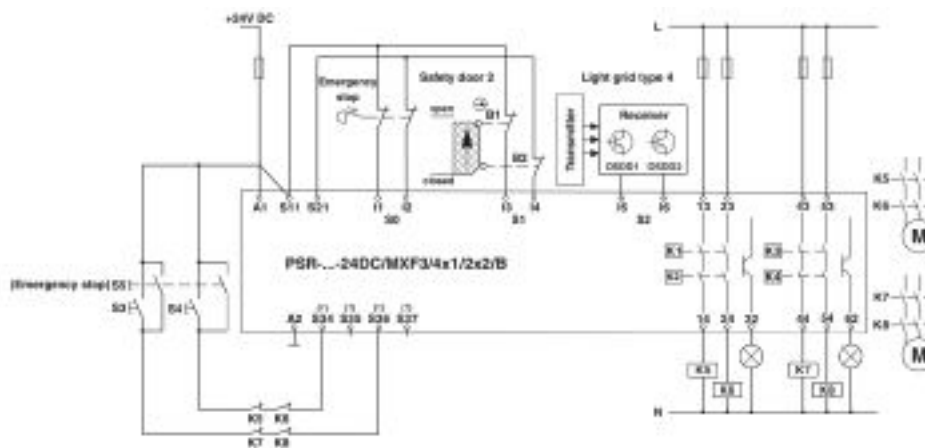 +24V DC
L
Emergency
stop
Safety door 2
open
closed
B1
B2
Light grid type 4
Transmitter
Receiver
OSSD1 OSSD2
A1 S11 S21 I1 I2 I3 I4 I5 I6 13 23 43 53
S0 S1 S2
K5
K6
M
PSR-...-24DC/MXF3/4x1/2x2/B
K1 K3
K2 K4
(Emergency stop) S5
S3 S4
K7
K8
M
(*) (*) (*) (*)
A2 S34 S35 S36 S37 14 24 32 44 54 62
K5 K7
K6 K8
K5 K6
N
K7 K8